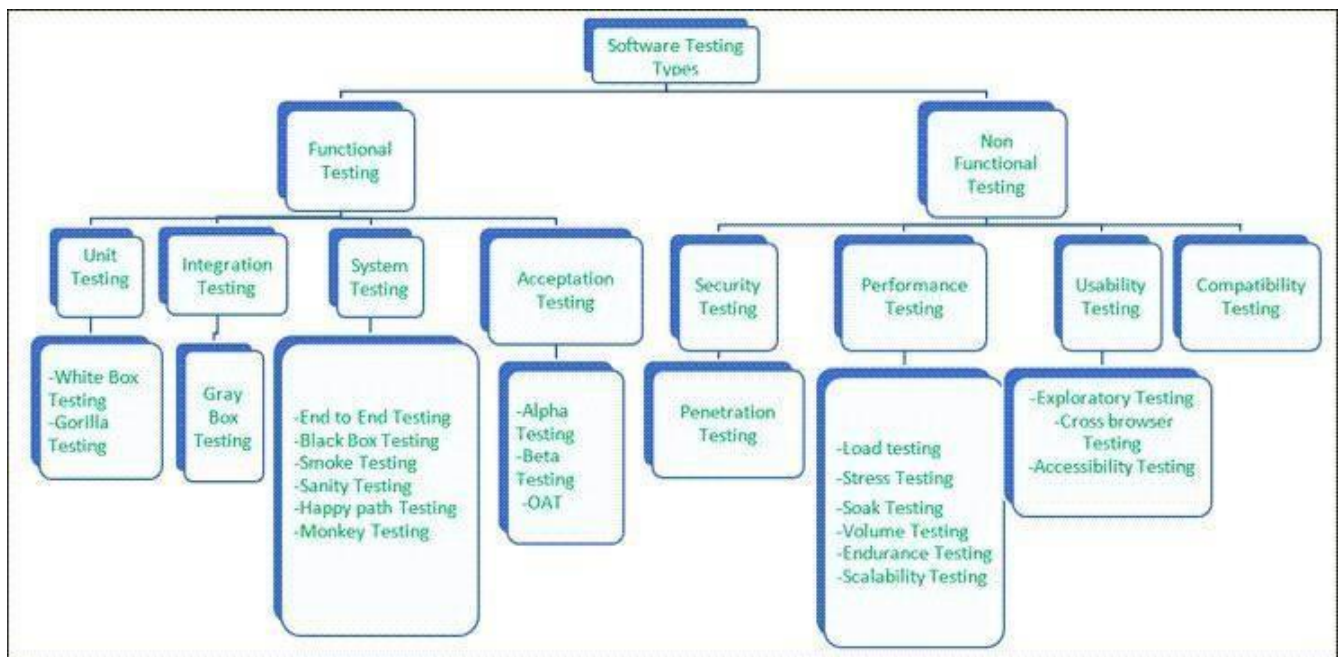 Software Testing
Types
Functional
Testing
Non
Functional
Testing
Unit
Testing
Integration
Testing
System
Testing
Acceptation
Testing
Security
Testing
Performance
Testing
Usability
Testing
Compatibility
Testing
-White Box
Testing
-Gorilla
Testing
Gray
Box
Testing
-End to End Testing
-Black Box Testing
-Smoke Testing
-Sanity Testing
-Happy path Testing
-Monkey Testing
-Alpha
Testing
-Beta
Testing
-OAT
Penetration
Testing
-Load testing
-Stress Testing
-Soak Testing
-Volume Testing
-Endurance Testing
-Scalability Testing
-Exploratory Testing
-Cross browser
Testing
-Accessibility Testing